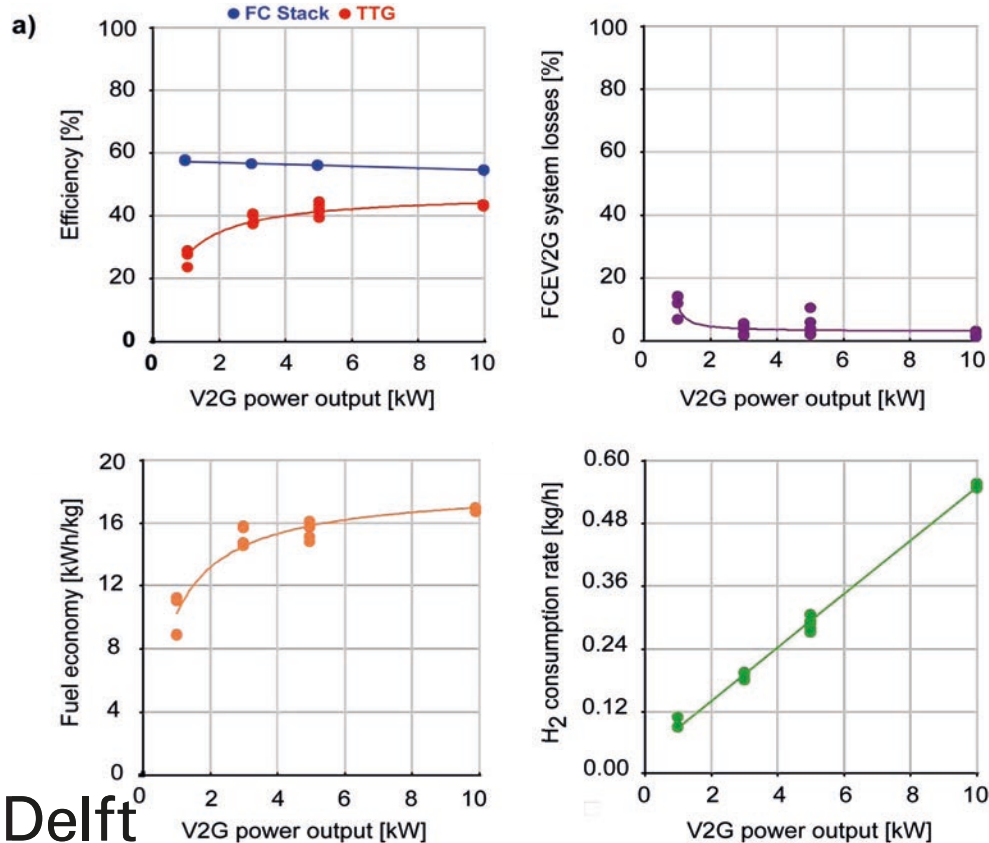 a)
FC Stack TTG
100
80
60
40
20
0
0 2 4 6 8 10
Efficiency [%]
V2G power output [kW]
100
80
60
40
20
0
0 2 4 6 8 10
FCEV2G system losses [%]
V2G power output [kW]
20
16
12
8
4
0
0 2 4 6 8 10
Fuel economy [kWh/kg]
V2G power output [kW]
0.60
0.48
0.36
0.24
0.12
0.00
0 2 4 6 8 10
H2 consumption rate [kg/h]
V2G power output [kW]
Delft